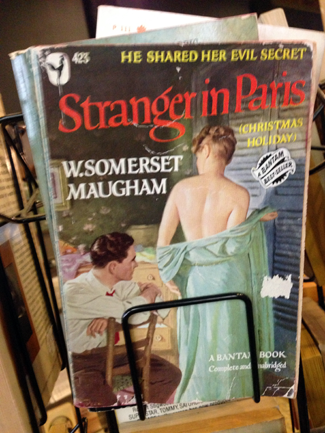 425
HE SHARED HER EVIL SECRET
Stranger in Paris
(CHRISTMAS
HOLIDAY)
W. SOMERSET
MAUGHAM
A BANTAM
BEST-SELLER
A BANTAM BOOK
Complete and Unabridged